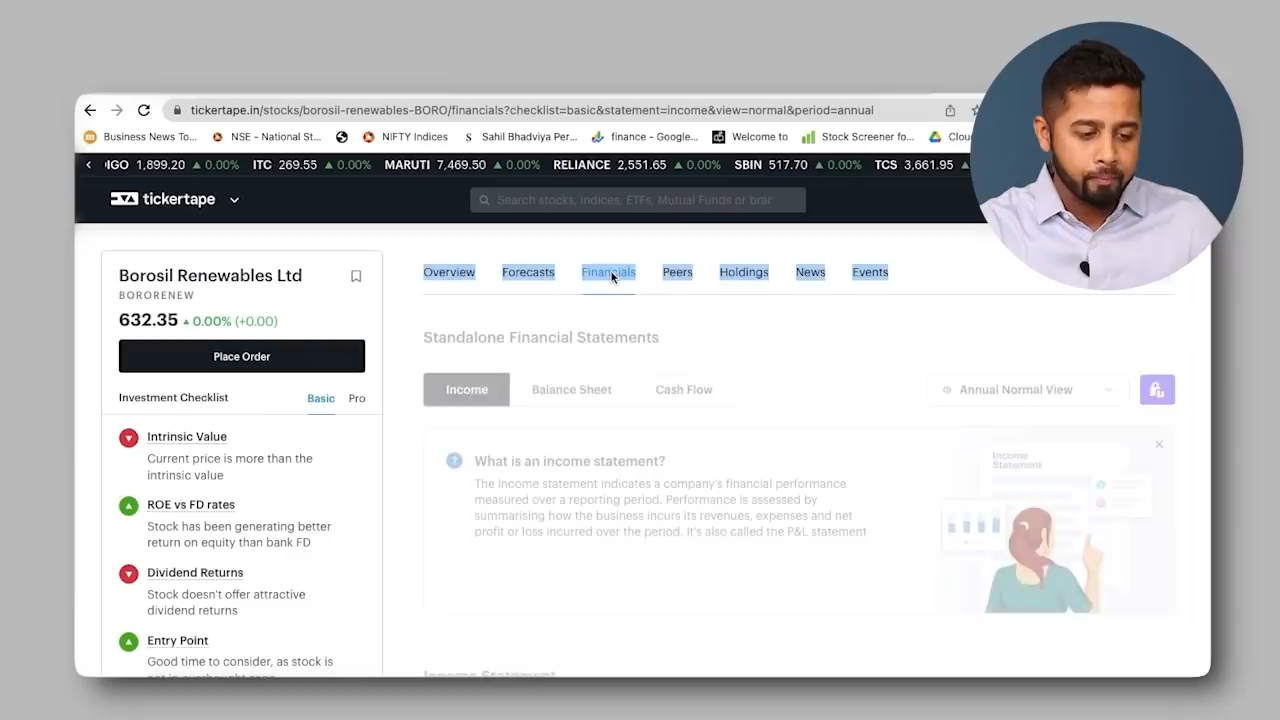 tickertape.in/stocks/borosil-renewables-BORO/financials?checklist=basic&statement=income&view=normal&period=annual
Business News To... NSE - National St... NIFTY Indices S Sahil Bhadviya Per... finance - Google... Welcome to Stock Screener fo... Clou
IGO 1,899.20 ▲ 0.00% ITC 269.55 ▲ 0.00% MARUTI 7,469.50 ▲ 0.00% RELIANCE 2,551.65 ▲ 0.00% SBIN 517.70 ▲ 0.00% TCS 3,661.95 ▲
tickertape
Search stocks, indices, ETFs, Mutual Funds or brar
Borosil Renewables Ltd
BORORENEW
632.35 ▲ 0.00% (+0.00)
Place Order
Investment Checklist Basic Pro
Intrinsic Value
Current price is more than the
intrinsic value
ROE vs FD rates
Stock has been generating better
return on equity than bank FD
Dividend Returns
Stock doesn't offer attractive
dividend returns
Entry Point
Good time to consider, as stock is
Overview Forecasts Financials Peers Holdings News Events
Standalone Financial Statements
Income Balance Sheet Cash Flow Annual Normal View
What is an income statement?
The income statement indicates a company's financial performance
measured over a reporting period. Performance is assessed by
summarising how the business incurs its revenues, expenses and net
profit or loss incurred over the period. It's also called the P&L statement
Income
Statement
Income Statement